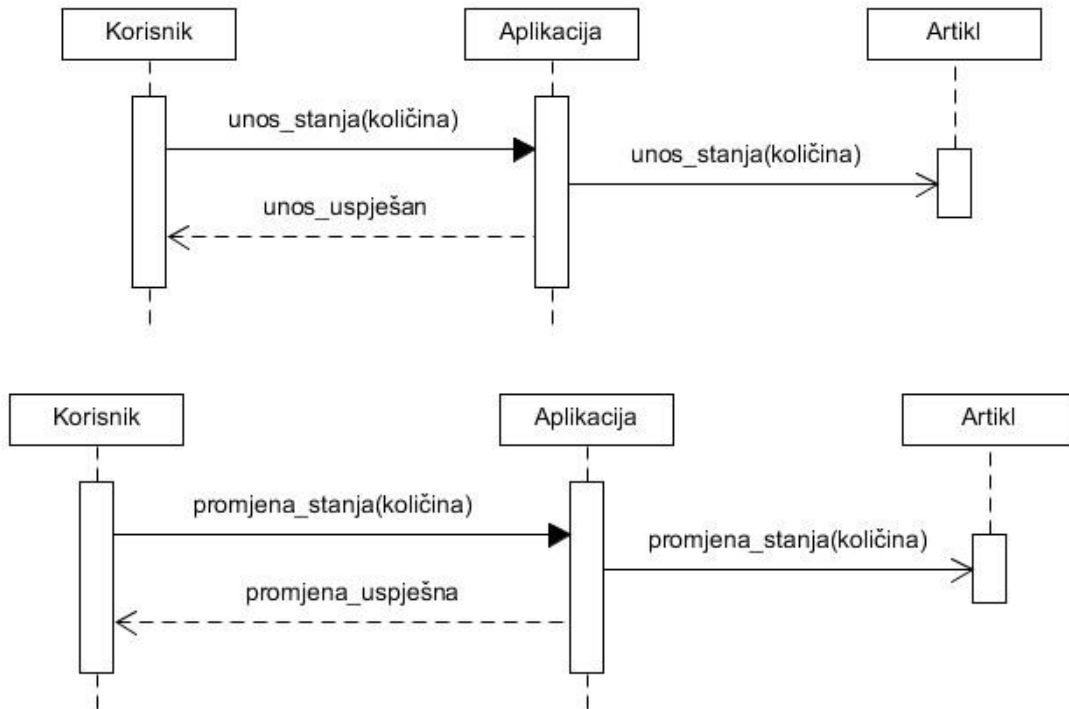 Korisnik
Aplikacija
Artikl
unos_stanja(količina)
unos_stanja(količina)
unos_uspješan
Korisnik
Aplikacija
Artikl
promjena_stanja(količina)
promjena_stanja(količina)
promjena_uspješna